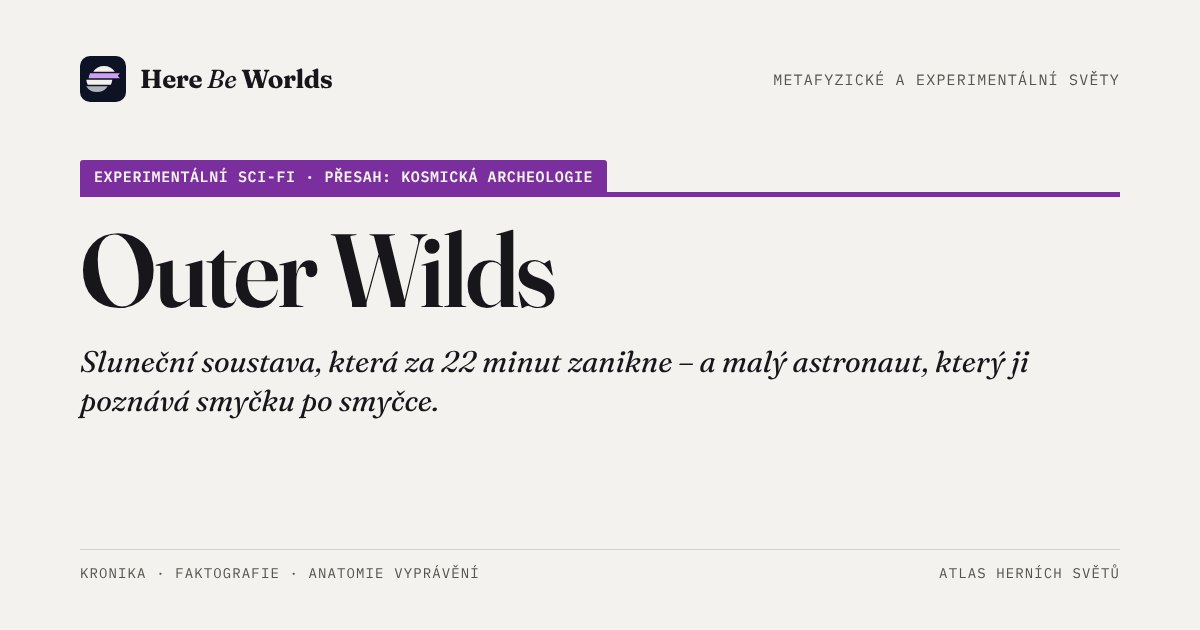 Here Be Worlds
METAFYZICKÉ A EXPERIMENTÁLNÍ SVĚTY
EXPERIMENTÁLNÍ SCI-FI · PŘESAH: KOSMICKÁ ARCHEOLOGIE
Outer Wilds
Sluneční soustava, která za 22 minut zanikne – a malý astronaut, který ji
poznává smyčku po smyčce.
KRONIKA · FAKTOGRAFIE · ANATOMIE VYPRÁVĚNÍ
ATLAS HERNÍCH SVĚTŮ